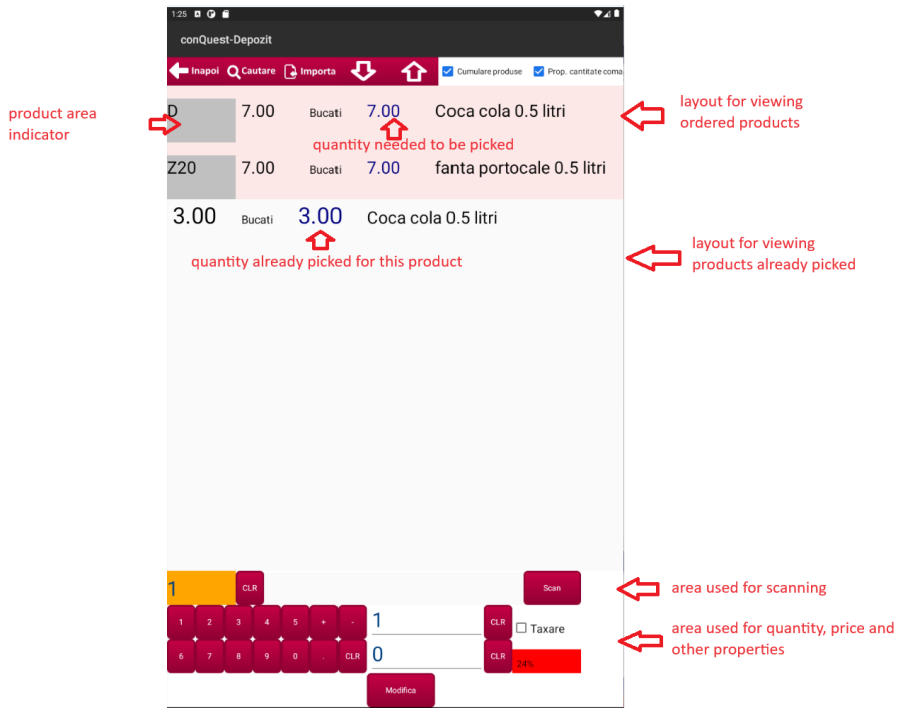 1:25
conQuest-Depozit
Inapoi Cautare Importa Cumulare produse Prop. cantitate coma
product area
indicator
D 7.00 Bucati 7.00 Coca cola 0.5 litri
layout for viewing
ordered products
quantity needed to be picked
Z20 7.00 Bucati 7.00 fanta portocale 0.5 litri
3.00 Bucati 3.00 Coca cola 0.5 litri
layout for viewing
products already picked
quantity already picked for this product
1 CLR Scan
area used for scanning
1 2 3 4 5 + - 1 CLR Taxare
area used for quantity, price and
other properties
6 7 8 9 0 . CLR 0 CLR 24%
Modifica